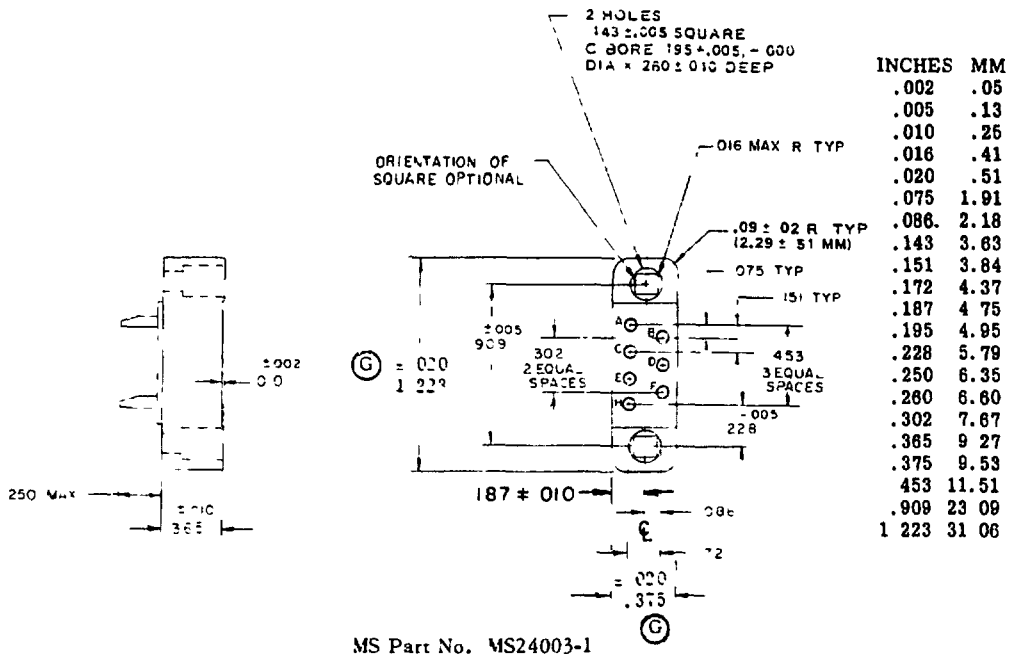 2 HOLES
.143 ±.005 SQUARE
C BORE .195 +.005, -.000
DIA × .260 ± 010 DEEP
ORIENTATION OF
SQUARE OPTIONAL
.016 MAX R TYP
.09 ± 02 R TYP
(2.29 ± 51 MM)
075 TYP
151 TYP
A
B
C
D
E
F
H
±.005
909
302
2 EQUAL
SPACES
453
3 EQUAL
SPACES
-.005
228
G
± 020
1 223
±.002
0.0
250 MAX
±.010
365
187 ± 010
086
℄
72
± 020
.375
G
INCHES MM
.002 .05
.005 .13
.010 .25
.016 .41
.020 .51
.075 1.91
.086. 2.18
.143 3.63
.151 3.84
.172 4.37
.187 4 75
.195 4.95
.228 5.79
.250 6.35
.260 6.60
.302 7.67
.365 9 27
.375 9.53
453 11.51
.909 23 09
1 223 31 06
MS Part No. MS24003-1